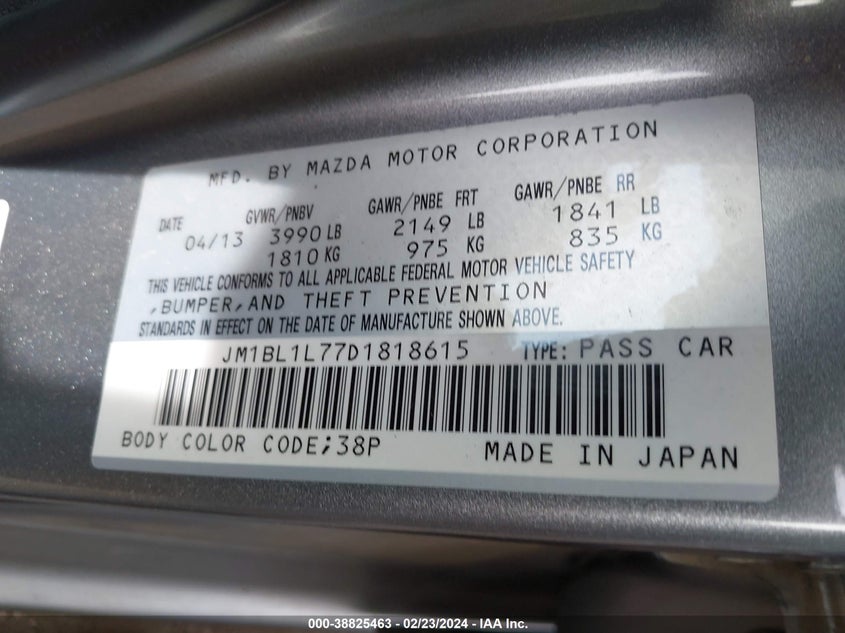 MFD. BY MAZDA MOTOR CORPORATION
DATE GVWR/PNBV GAWR/PNBE FRT GAWR/PNBE RR
04/13 3990 LB 2149 LB 1841 LB
1810 KG 975 KG 835 KG
THIS VEHICLE CONFORMS TO ALL APPLICABLE FEDERAL MOTOR VEHICLE SAFETY
,BUMPER,AND THEFT PREVENTION
STANDARDS IN EFFECT ON THE DATE OF MANUFACTURE SHOWN ABOVE.
JM1BL1L77D1818615 TYPE: PASS CAR
BODY COLOR CODE;38P MADE IN JAPAN
000-38825463 - 02/23/2024 - IAA Inc.